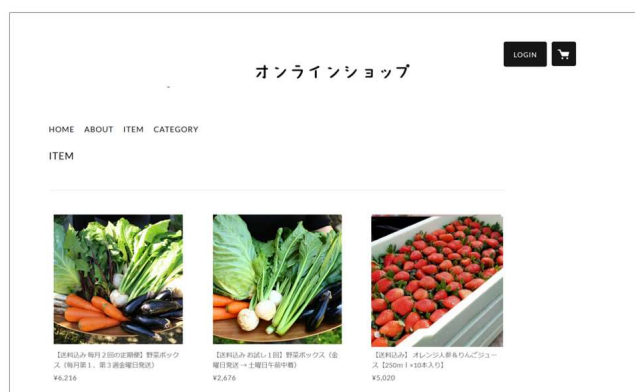 LOGIN
オンラインショップ
HOME ABOUT ITEM CATEGORY
ITEM
【送料込み 毎月２回の定期便】野菜ボック
ス（毎月第１、第３週金曜日発送）
¥6,216
【送料込み お試し１回】野菜ボックス（金
曜日発送 → 土曜日午前中着）
¥2,676
【送料込み】 オレンジ人参＆りんごジュー
ス【250ｍｌ×10本入り】
¥5,020